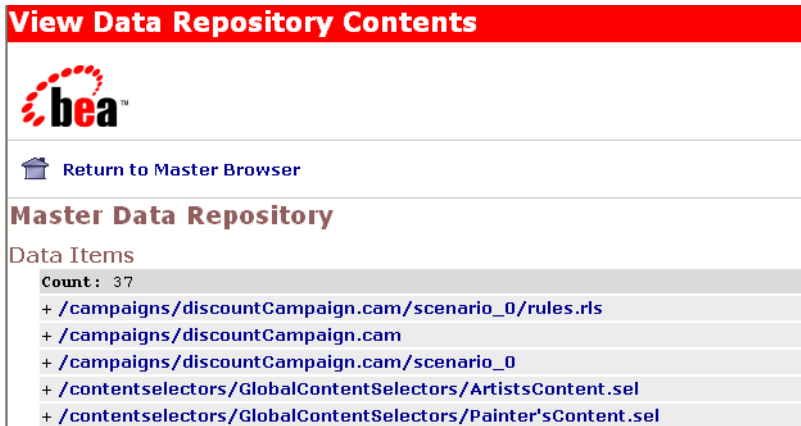 View Data Repository Contents
bea™
Return to Master Browser
Master Data Repository
Data Items
Count: 37
+ /campaigns/discountCampaign.cam/scenario_0/rules.rls
+ /campaigns/discountCampaign.cam
+ /campaigns/discountCampaign.cam/scenario_0
+ /contentselectors/GlobalContentSelectors/ArtistsContent.sel
+ /contentselectors/GlobalContentSelectors/Painter'sContent.sel